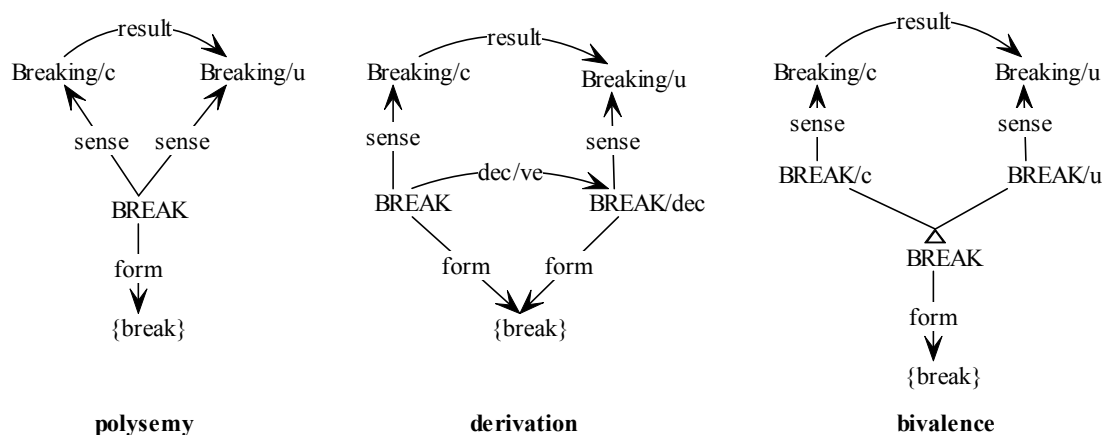 result
Breaking/c Breaking/u
sense sense
BREAK
form
{break}
polysemy
result
Breaking/c
Breaking/u
sense sense
dec/ve
BREAK BREAK/dec
form form
{break}
derivation
result
Breaking/c Breaking/u
sense sense
BREAK/c BREAK/u
BREAK
form
{break}
bivalence